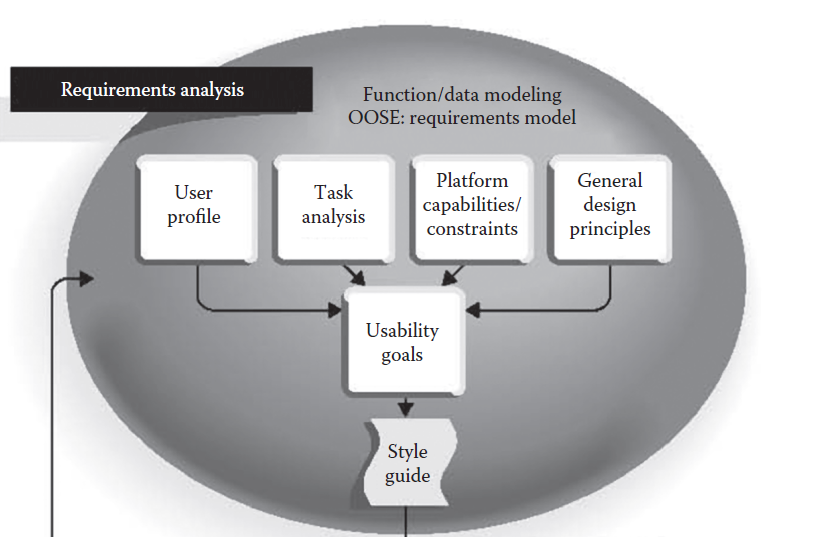 Requirements analysis
Function/data modeling
OOSE: requirements model
User
profile
Task
analysis
Platform
capabilities/
constraints
General
design
principles
Usability
goals
Style
guide